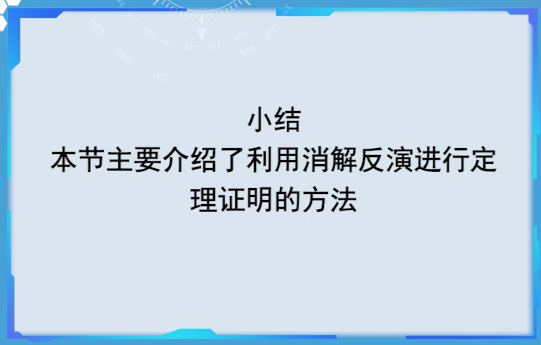 小结
本节主要介绍了利用消解反演进行定
理证明的方法